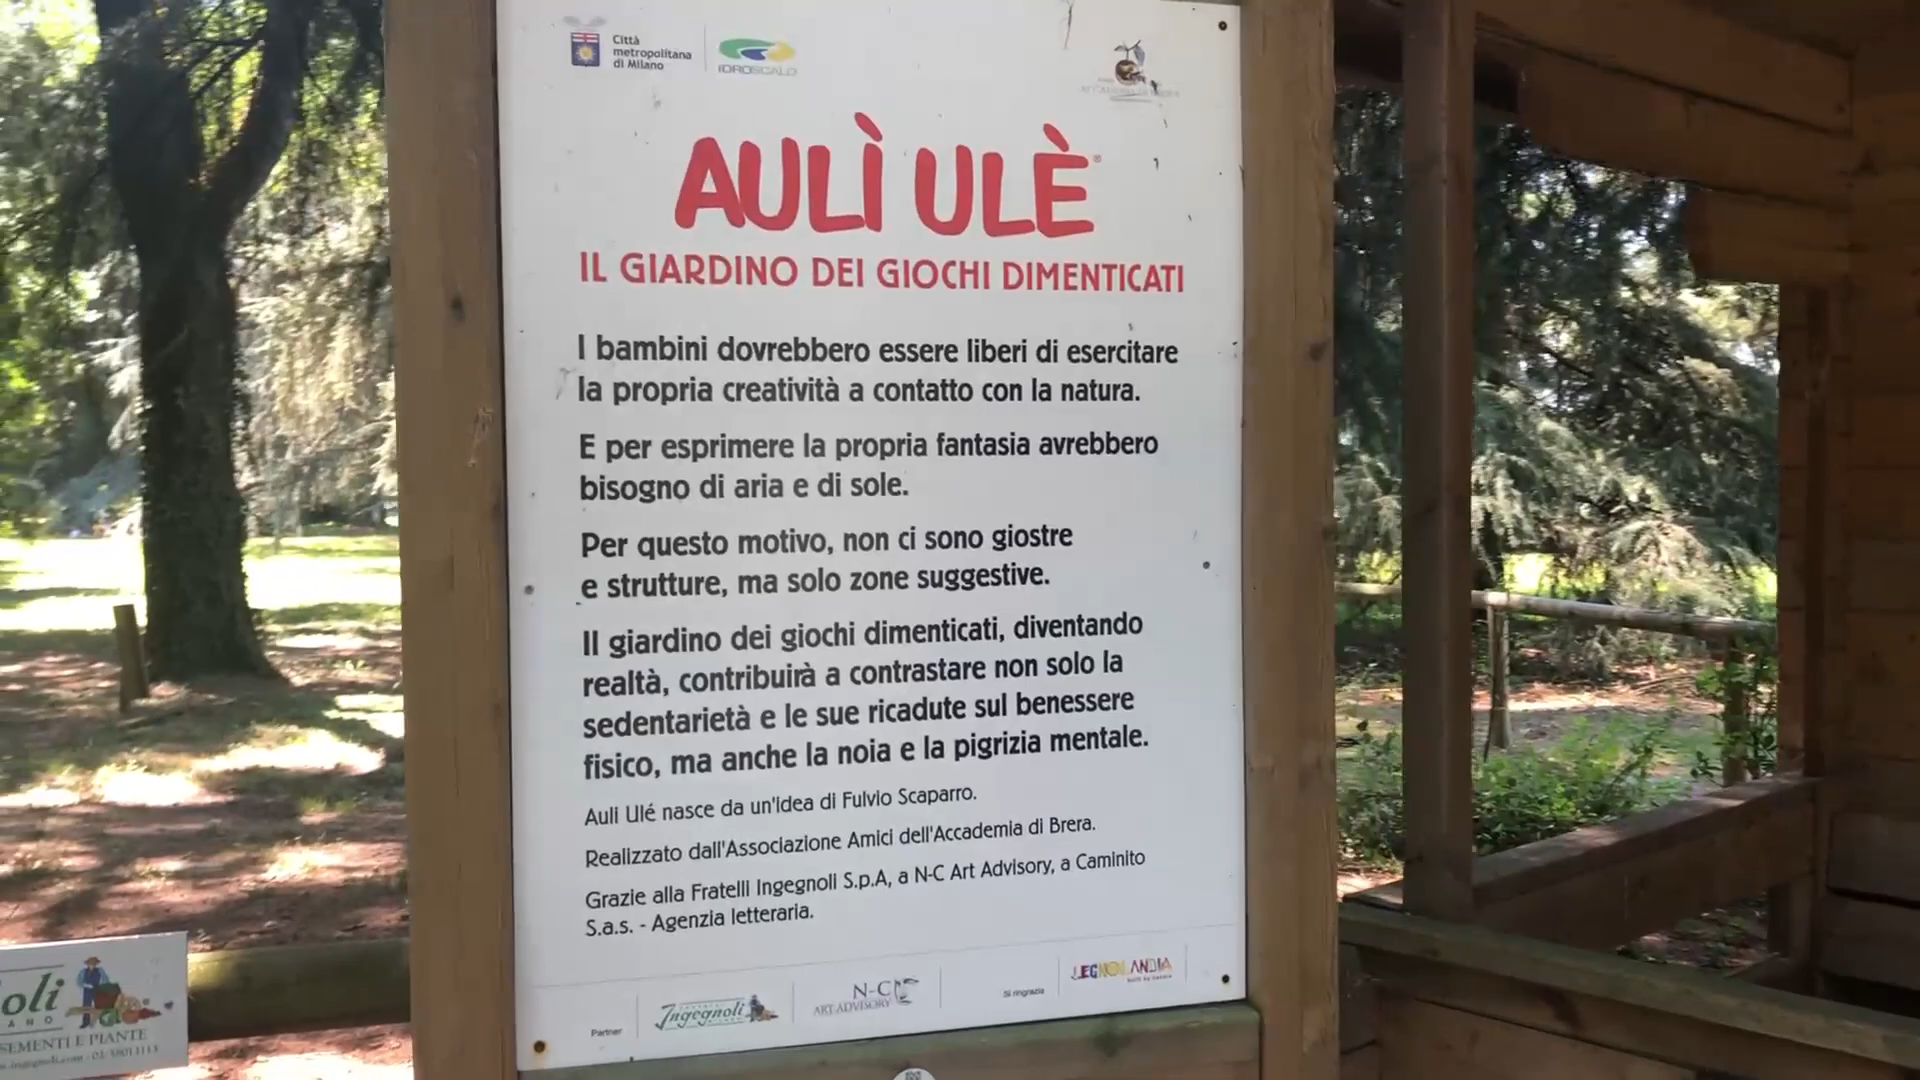 Città
metropolitana
di Milano
IDROSCALO
AULÌ ULÈ®
IL GIARDINO DEI GIOCHI DIMENTICATI
I bambini dovrebbero essere liberi di esercitare
la propria creatività a contatto con la natura.
E per esprimere la propria fantasia avrebbero
bisogno di aria e di sole.
Per questo motivo, non ci sono giostre
e strutture, ma solo zone suggestive.
Il giardino dei giochi dimenticati, diventando
realtà, contribuirà a contrastare non solo la
sedentarietà e le sue ricadute sul benessere
fisico, ma anche la noia e la pigrizia mentale.
Auli Ulé nasce da un'idea di Fulvio Scaparro.
Realizzato dall'Associazione Amici dell'Accademia di Brera.
Grazie alla Fratelli Ingegnoli S.p.A, a N-C Art Advisory, a Caminito
S.a.s. - Agenzia letteraria.
Partner
Ingegnoli
N-C
ART ADVISORY
Si ringrazia
LEGNOLANDIA
oli
ANO
SEMENTI E PIANTE